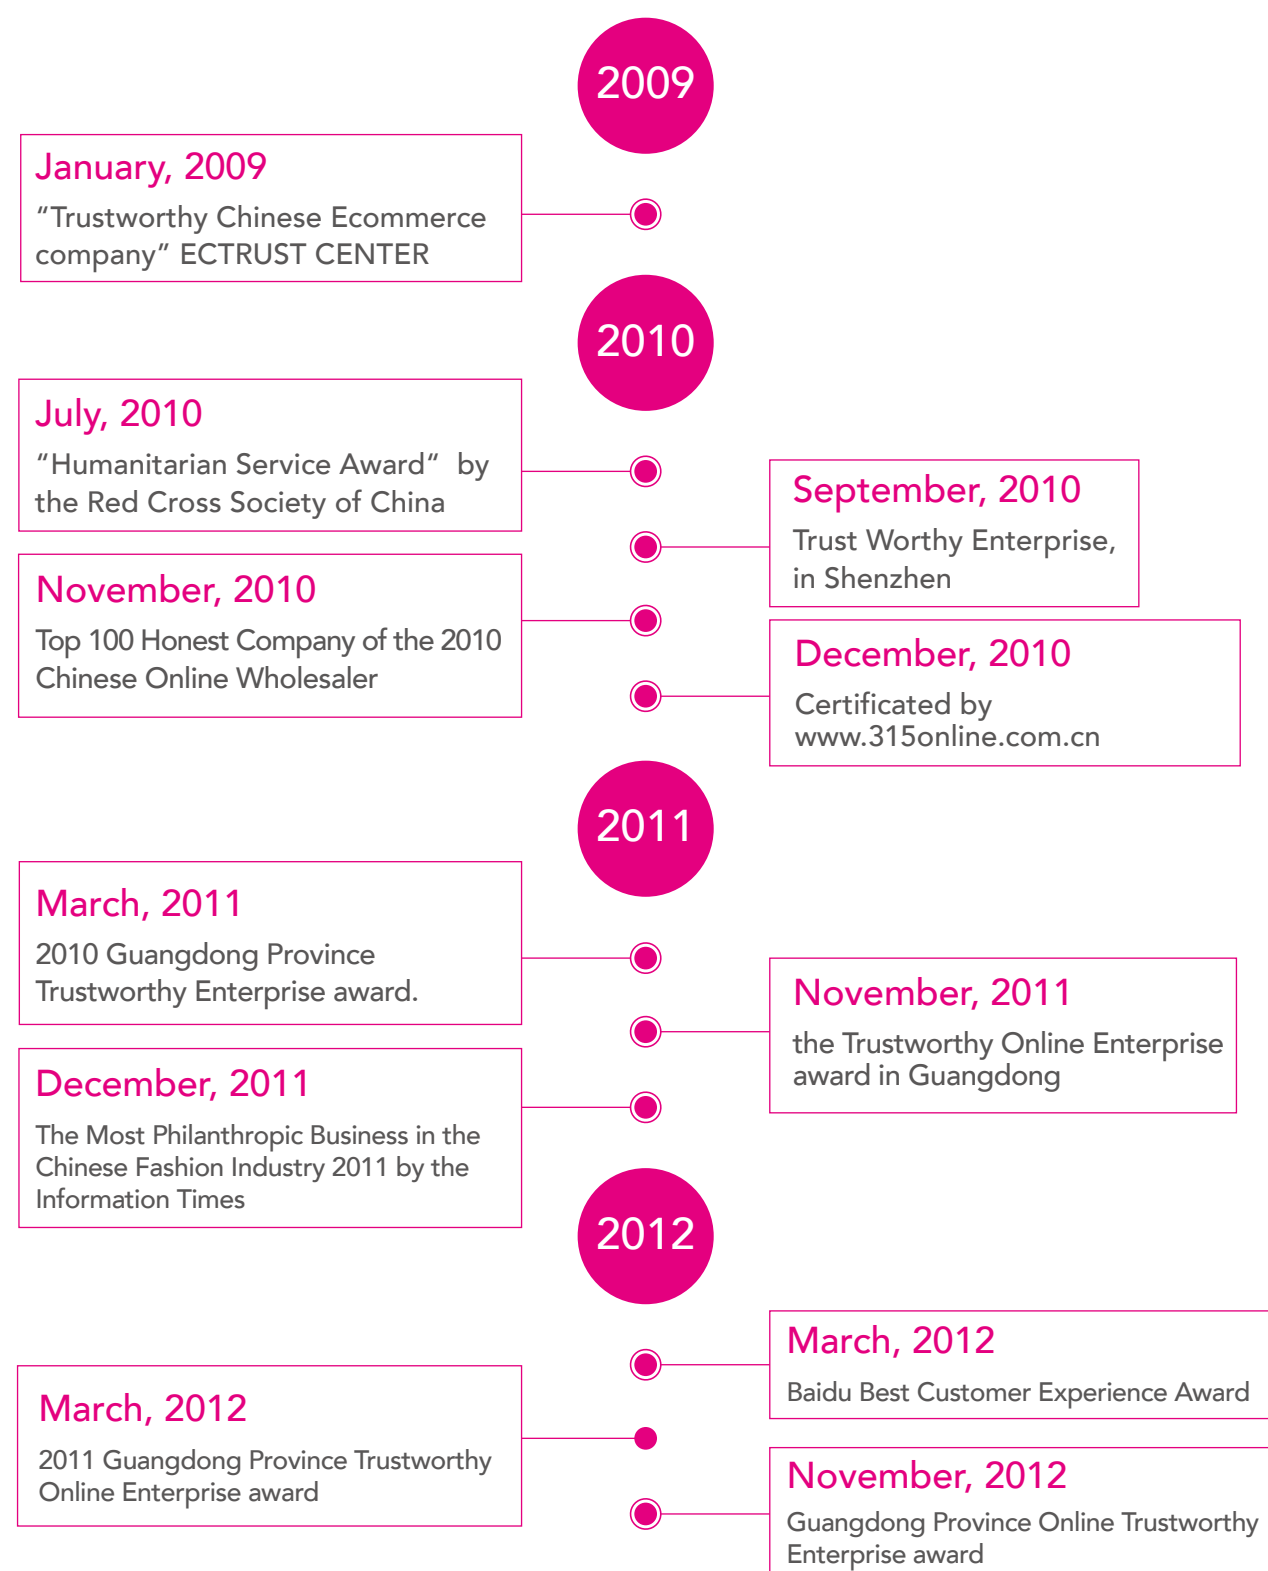 2009
January, 2009
“Trustworthy Chinese Ecommerce
company” ECTRUST CENTER
2010
July, 2010
“Humanitarian Service Award“ by
the Red Cross Society of China
September, 2010
Trust Worthy Enterprise,
in Shenzhen
November, 2010
Top 100 Honest Company of the 2010
Chinese Online Wholesaler
December, 2010
Certificated by
www.315online.com.cn
2011
March, 2011
2010 Guangdong Province
Trustworthy Enterprise award.
November, 2011
the Trustworthy Online Enterprise
award in Guangdong
December, 2011
The Most Philanthropic Business in the
Chinese Fashion Industry 2011 by the
Information Times
2012
March, 2012
Baidu Best Customer Experience Award
March, 2012
2011 Guangdong Province Trustworthy
Online Enterprise award
November, 2012
Guangdong Province Online Trustworthy
Enterprise award